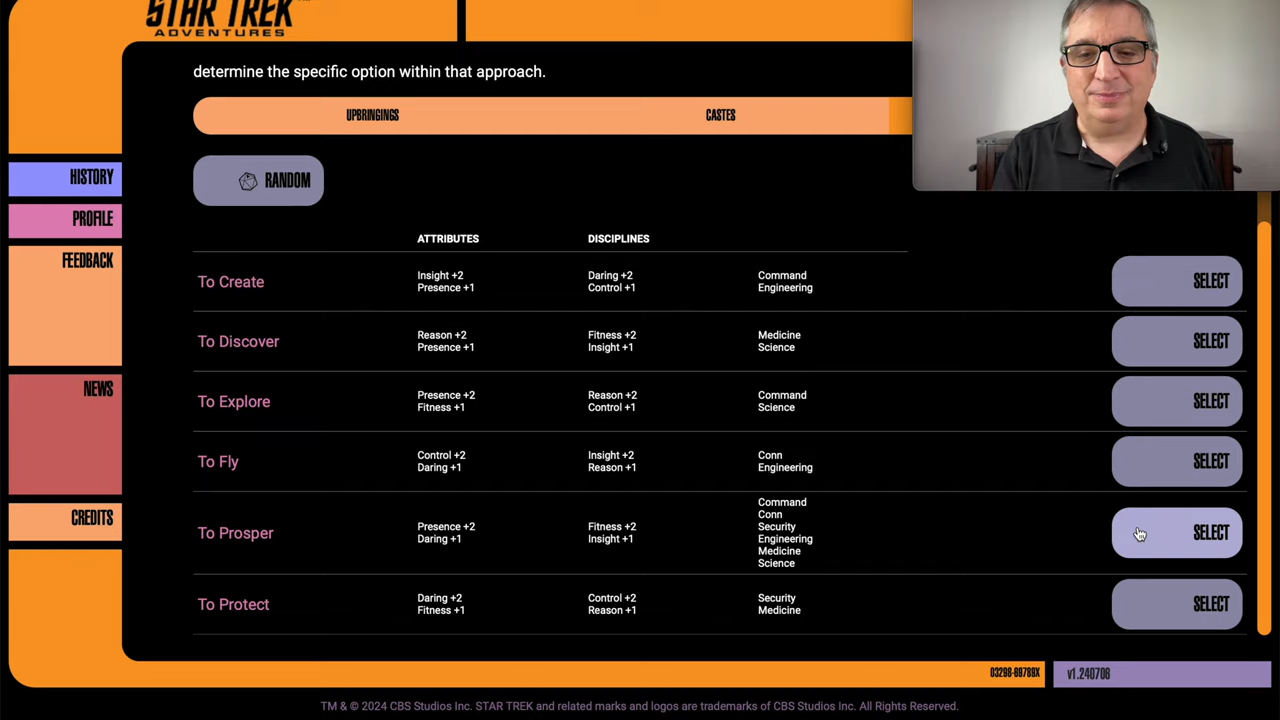 STAR TREK
ADVENTURES
determine the specific option within that approach.
UPBRINGINGS CASTES
RANDOM
HISTORY
PROFILE
FEEDBACK
NEWS
CREDITS
ATTRIBUTES DISCIPLINES
To Create Insight +2 Daring +2 Command SELECT
Presence +1 Control +1 Engineering
To Discover Reason +2 Fitness +2 Medicine SELECT
Presence +1 Insight +1 Science
To Explore Presence +2 Reason +2 Command SELECT
Fitness +1 Control +1 Science
To Fly Control +2 Insight +2 Conn SELECT
Daring +1 Reason +1 Engineering
Command
Conn
To Prosper Presence +2 Fitness +2 Security SELECT
Daring +1 Insight +1 Engineering
Medicine
Science
To Protect Daring +2 Control +2 Security SELECT
Fitness +1 Reason +1 Medicine
v1.240706
TM & © 2024 CBS Studios Inc. STAR TREK and related marks and logos are trademarks of CBS Studios Inc. All Rights Reserved.